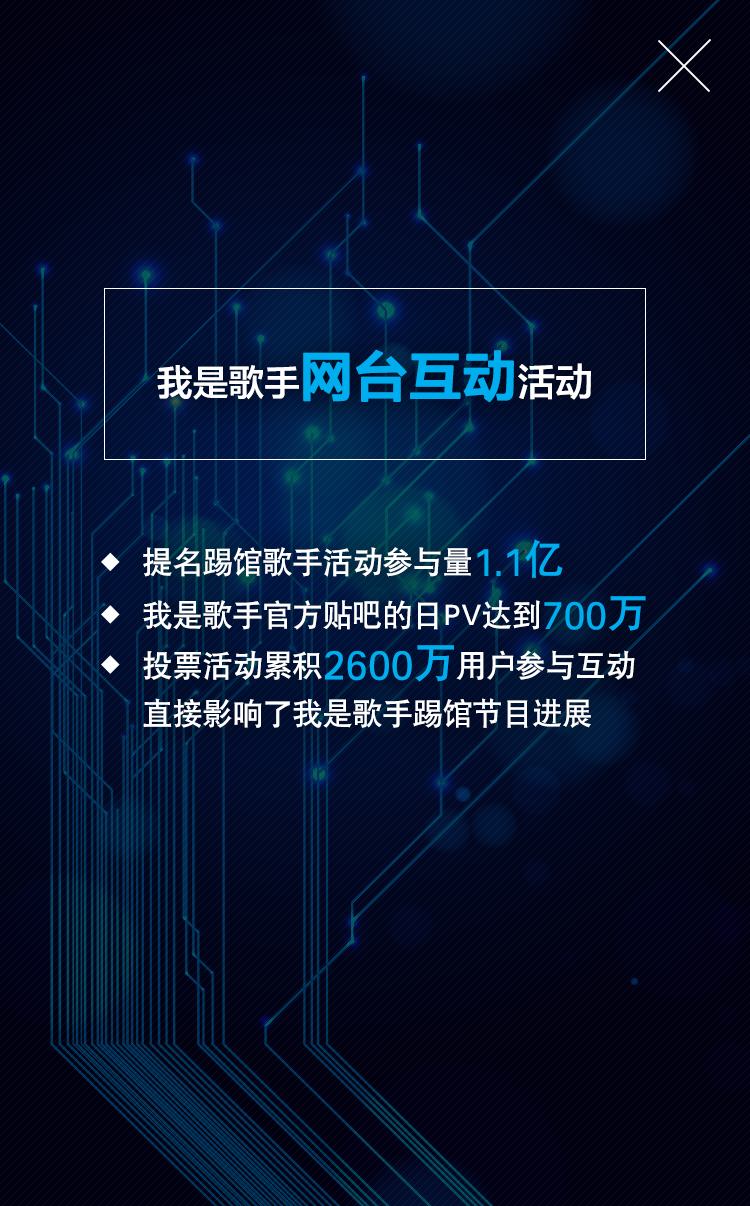 我是歌手网台互动活动
◆ 提名踢馆歌手活动参与量1.1亿
◆ 我是歌手官方贴吧的日PV达到700万
◆ 投票活动累积2600万用户参与互动
直接影响了我是歌手踢馆节目进展